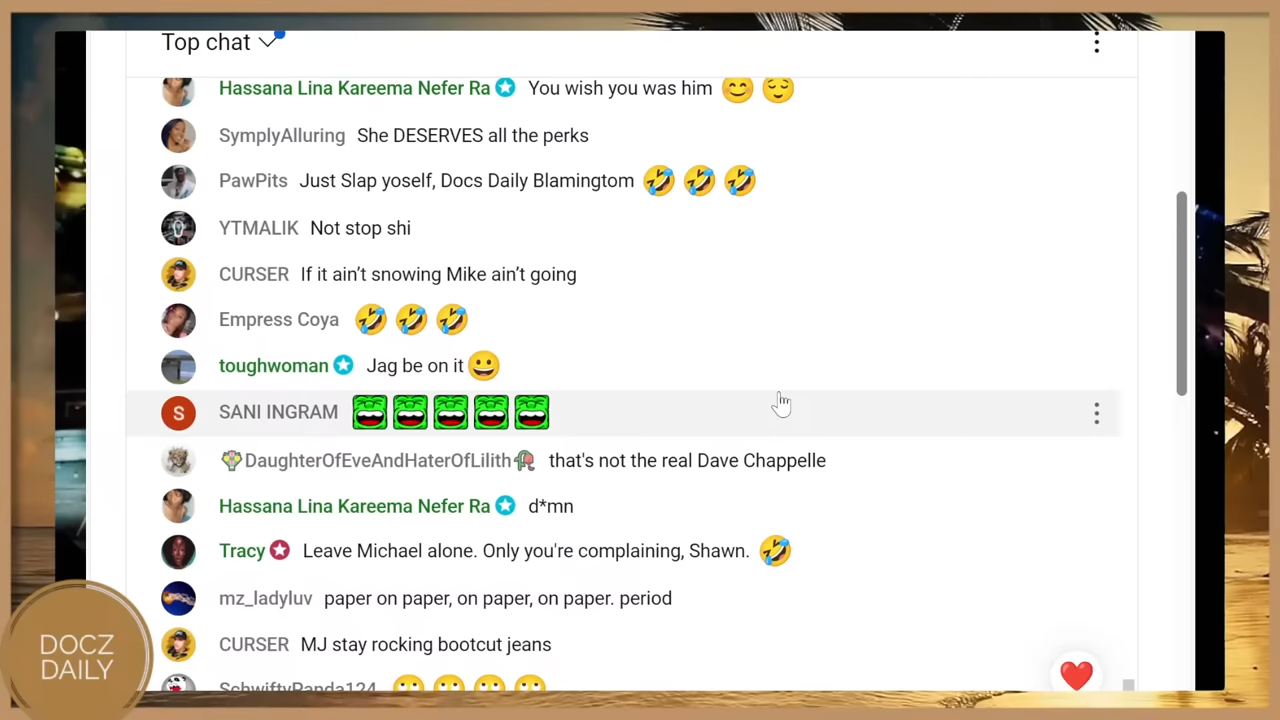 Top chat
Hassana Lina Kareema Nefer Ra You wish you was him 😊 😌
SymplyAlluring She DESERVES all the perks
PawPits Just Slap yoself, Docs Daily Blamingtom 🤣 🤣 🤣
YTMALIK Not stop shi
CURSER If it ain’t snowing Mike ain’t going
Empress Coya 🤣 🤣 🤣
toughwoman Jag be on it 😀
S SANI INGRAM
DaughterOfEveAndHaterOfLilith that's not the real Dave Chappelle
Hassana Lina Kareema Nefer Ra d*mn
Tracy Leave Michael alone. Only you're complaining, Shawn. 🤣
mz_ladyluv paper on paper, on paper, on paper. period
CURSER MJ stay rocking bootcut jeans
SchwiftyPanda124 🙄 🙄 🙄 🙄
DOCZ
DAILY